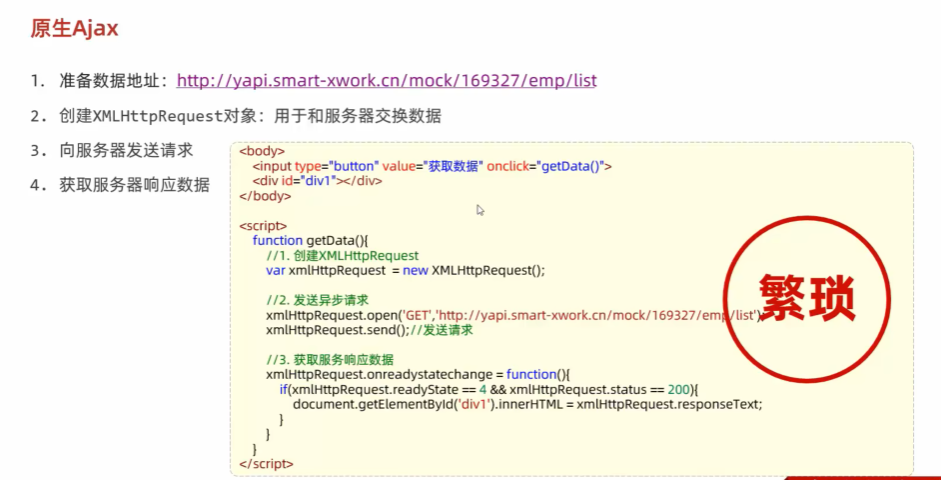 原生Ajax
1. 准备数据地址：http://yapi.smart-xwork.cn/mock/169327/emp/list
2. 创建XMLHttpRequest对象：用于和服务器交换数据
3. 向服务器发送请求
4. 获取服务器响应数据
<body>
<input type="button" value="获取数据" onclick="getData()">
<div id="div1"></div>
</body>
<script>
function getData(){
//1. 创建XMLHttpRequest
var xmlHttpRequest = new XMLHttpRequest();
//2. 发送异步请求
xmlHttpRequest.open('GET','http://yapi.smart-xwork.cn/mock/169327/emp/list');
xmlHttpRequest.send();//发送请求
//3. 获取服务响应数据
xmlHttpRequest.onreadystatechange = function(){
if(xmlHttpRequest.readyState == 4 && xmlHttpRequest.status == 200){
document.getElementById('div1').innerHTML = xmlHttpRequest.responseText;
}
}
}
</script>
繁琐